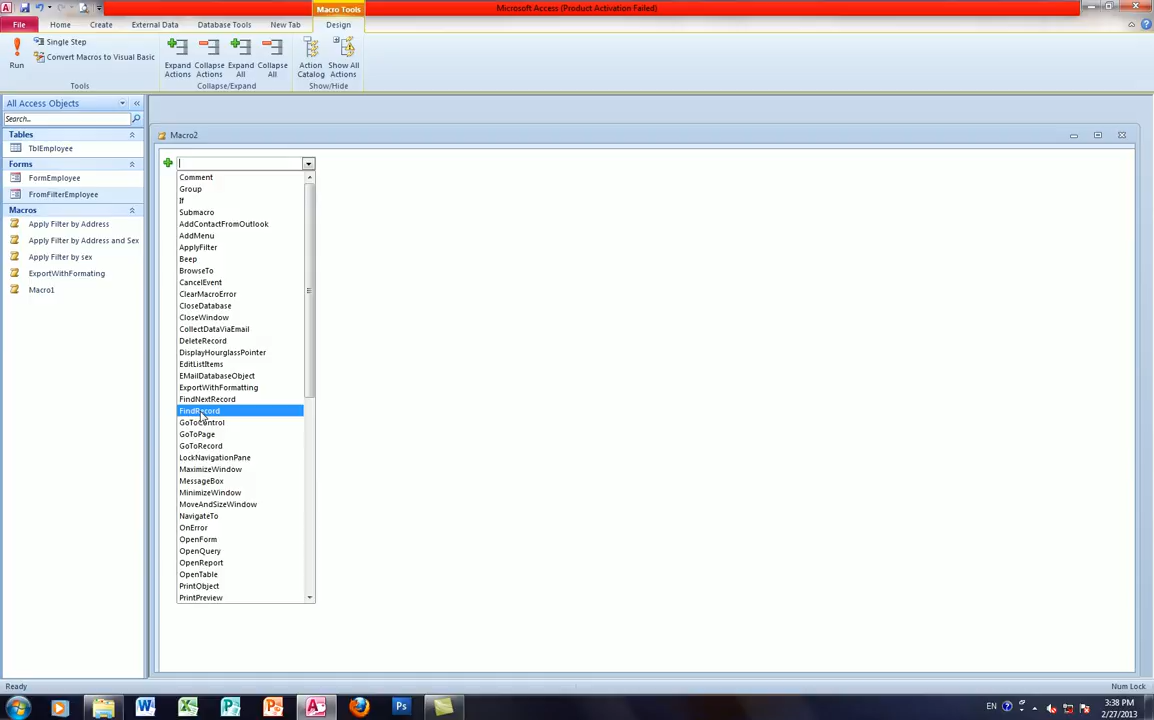 Microsoft Access (Product Activation Failed)
Macro Tools
File Home Create External Data Database Tools New Tab Design
Run
Single Step
Convert Macros to Visual Basic
Tools
Expand Actions
Collapse Actions
Expand All
Collapse All
Collapse/Expand
Action Catalog
Show All Actions
Show/Hide
All Access Objects
Search...
Tables
TblEmployee
Forms
FormEmployee
FromFilterEmployee
Macros
Apply Filter by Address
Apply Filter by Address and Sex
Apply Filter by sex
ExportWithFormating
Macro1
Macro2
Comment
Group
If
Submacro
AddContactFromOutlook
AddMenu
ApplyFilter
Beep
BrowseTo
CancelEvent
ClearMacroError
CloseDatabase
CloseWindow
CollectDataViaEmail
DeleteRecord
DisplayHourglassPointer
EditListItems
EMailDatabaseObject
ExportWithFormatting
FindNextRecord
FindRecord
GoToControl
GoToPage
GoToRecord
LockNavigationPane
MaximizeWindow
MessageBox
MinimizeWindow
MoveAndSizeWindow
NavigateTo
OnError
OpenForm
OpenQuery
OpenReport
OpenTable
PrintObject
PrintPreview
Ready
Num Lock
EN
3:38 PM
2/27/2013